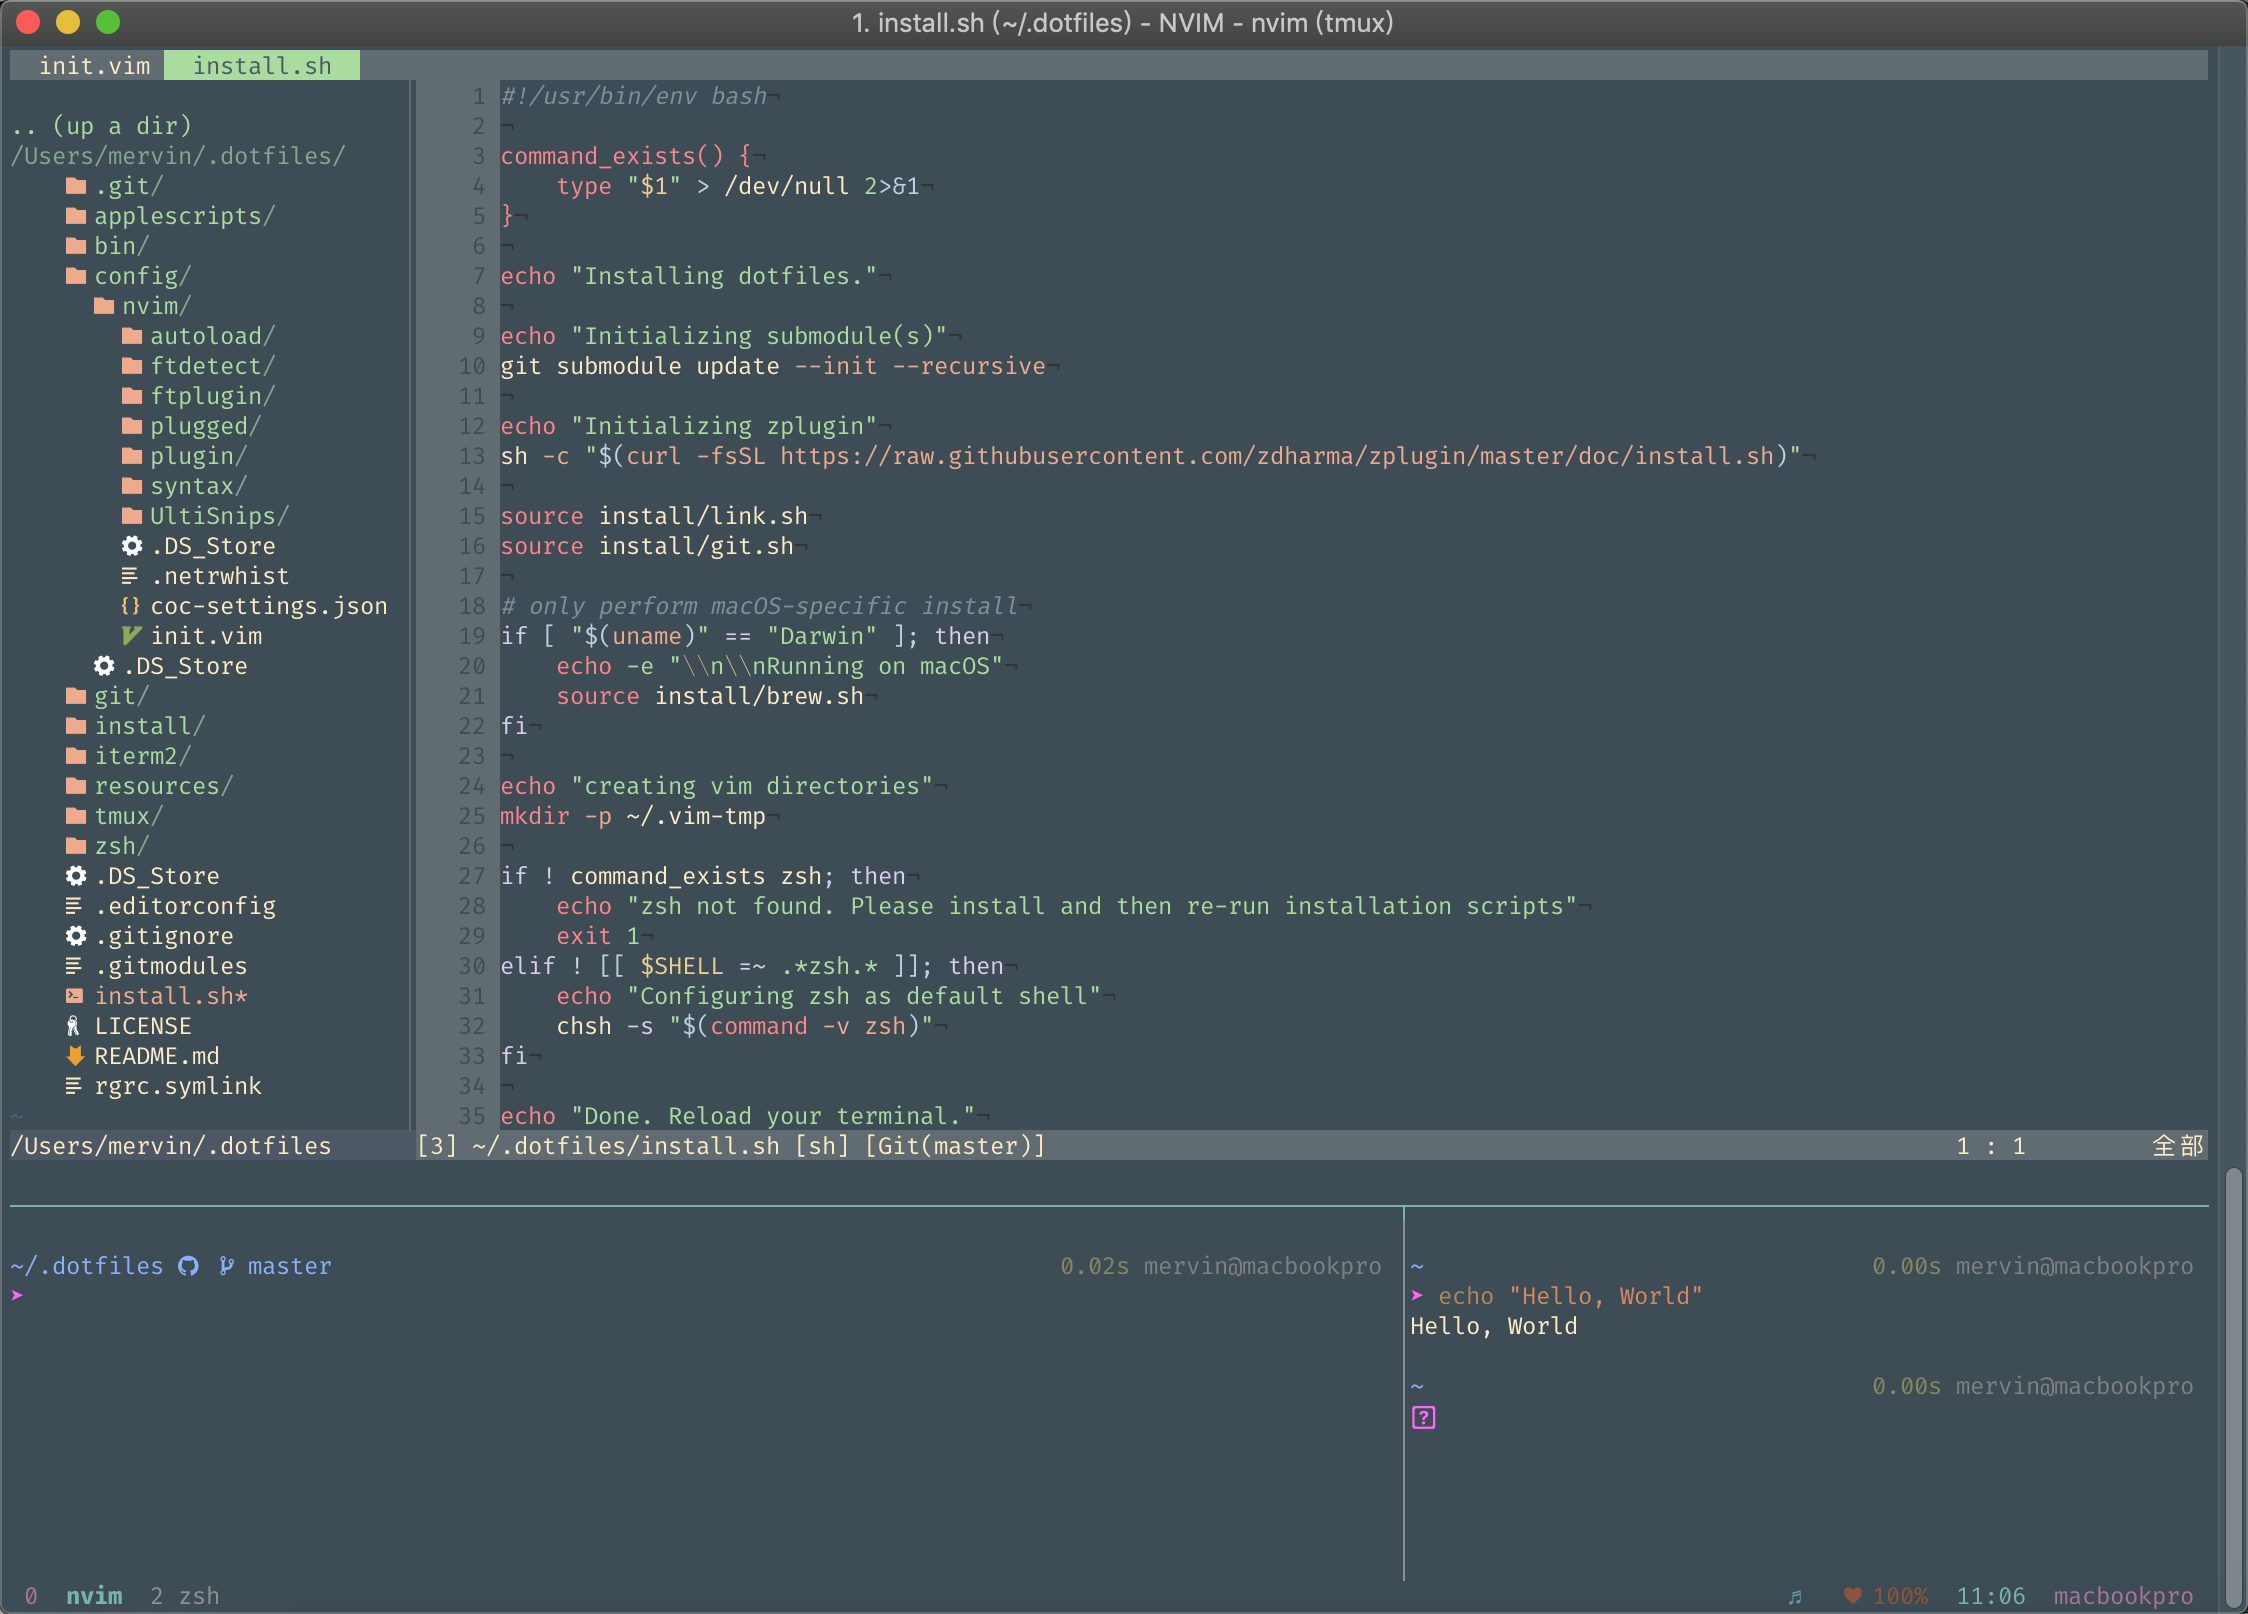 1. install.sh (~/.dotfiles) - NVIM - nvim (tmux)
init.vim install.sh
.. (up a dir)
/Users/mervin/.dotfiles/
.git/
applescripts/
bin/
config/
nvim/
autoload/
ftdetect/
ftplugin/
plugged/
plugin/
syntax/
UltiSnips/
.DS_Store
.netrwhist
{} coc-settings.json
init.vim
.DS_Store
git/
install/
iterm2/
resources/
tmux/
zsh/
.DS_Store
.editorconfig
.gitignore
.gitmodules
install.sh*
LICENSE
README.md
rgrc.symlink
~
/Users/mervin/.dotfiles
1 #!/usr/bin/env bash¬
2 ¬
3 command_exists() {¬
4     type "$1" > /dev/null 2>&1¬
5 }¬
6 ¬
7 echo "Installing dotfiles."¬
8 ¬
9 echo "Initializing submodule(s)"¬
10 git submodule update --init --recursive¬
11 ¬
12 echo "Initializing zplugin"¬
13 sh -c "$(curl -fsSL https://raw.githubusercontent.com/zdharma/zplugin/master/doc/install.sh)"¬
14 ¬
15 source install/link.sh¬
16 source install/git.sh¬
17 ¬
18 # only perform macOS-specific install¬
19 if [ "$(uname)" == "Darwin" ]; then¬
20     echo -e "\\n\\nRunning on macOS"¬
21     source install/brew.sh¬
22 fi¬
23 ¬
24 echo "creating vim directories"¬
25 mkdir -p ~/.vim-tmp¬
26 ¬
27 if ! command_exists zsh; then¬
28     echo "zsh not found. Please install and then re-run installation scripts"¬
29     exit 1¬
30 elif ! [[ $SHELL =~ .*zsh.* ]]; then¬
31     echo "Configuring zsh as default shell"¬
32     chsh -s "$(command -v zsh)"¬
33 fi¬
34 ¬
35 echo "Done. Reload your terminal."¬
[3] ~/.dotfiles/install.sh [sh] [Git(master)] 1 : 1 全部
~/.dotfiles master 0.02s mervin@macbookpro
➤
~ 0.00s mervin@macbookpro
➤ echo "Hello, World"
Hello, World
~ 0.00s mervin@macbookpro
?
0 nvim 2 zsh ♬ ♥ 100% 11:06 macbookpro